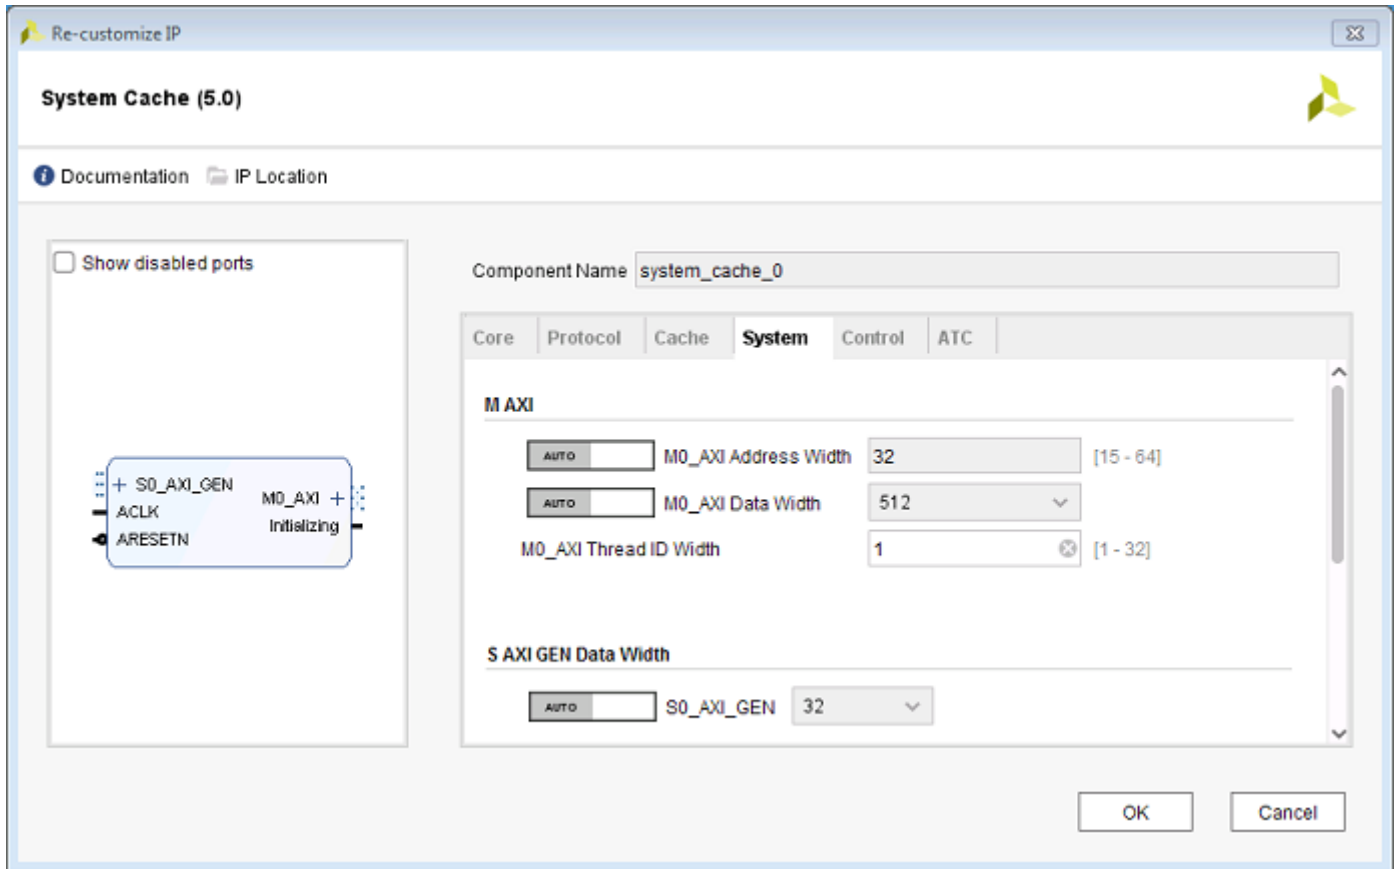 Re-customize IP
System Cache (5.0)
Documentation IP Location
Show disabled ports
S0_AXI_GEN
ACLK
ARESETN
M0_AXI
Initializing
Component Name system_cache_0
Core Protocol Cache System Control ATC
M AXI
AUTO M0_AXI Address Width 32 [15 - 64]
AUTO M0_AXI Data Width 512
M0_AXI Thread ID Width 1 [1 - 32]
S AXI GEN Data Width
AUTO S0_AXI_GEN 32
OK Cancel